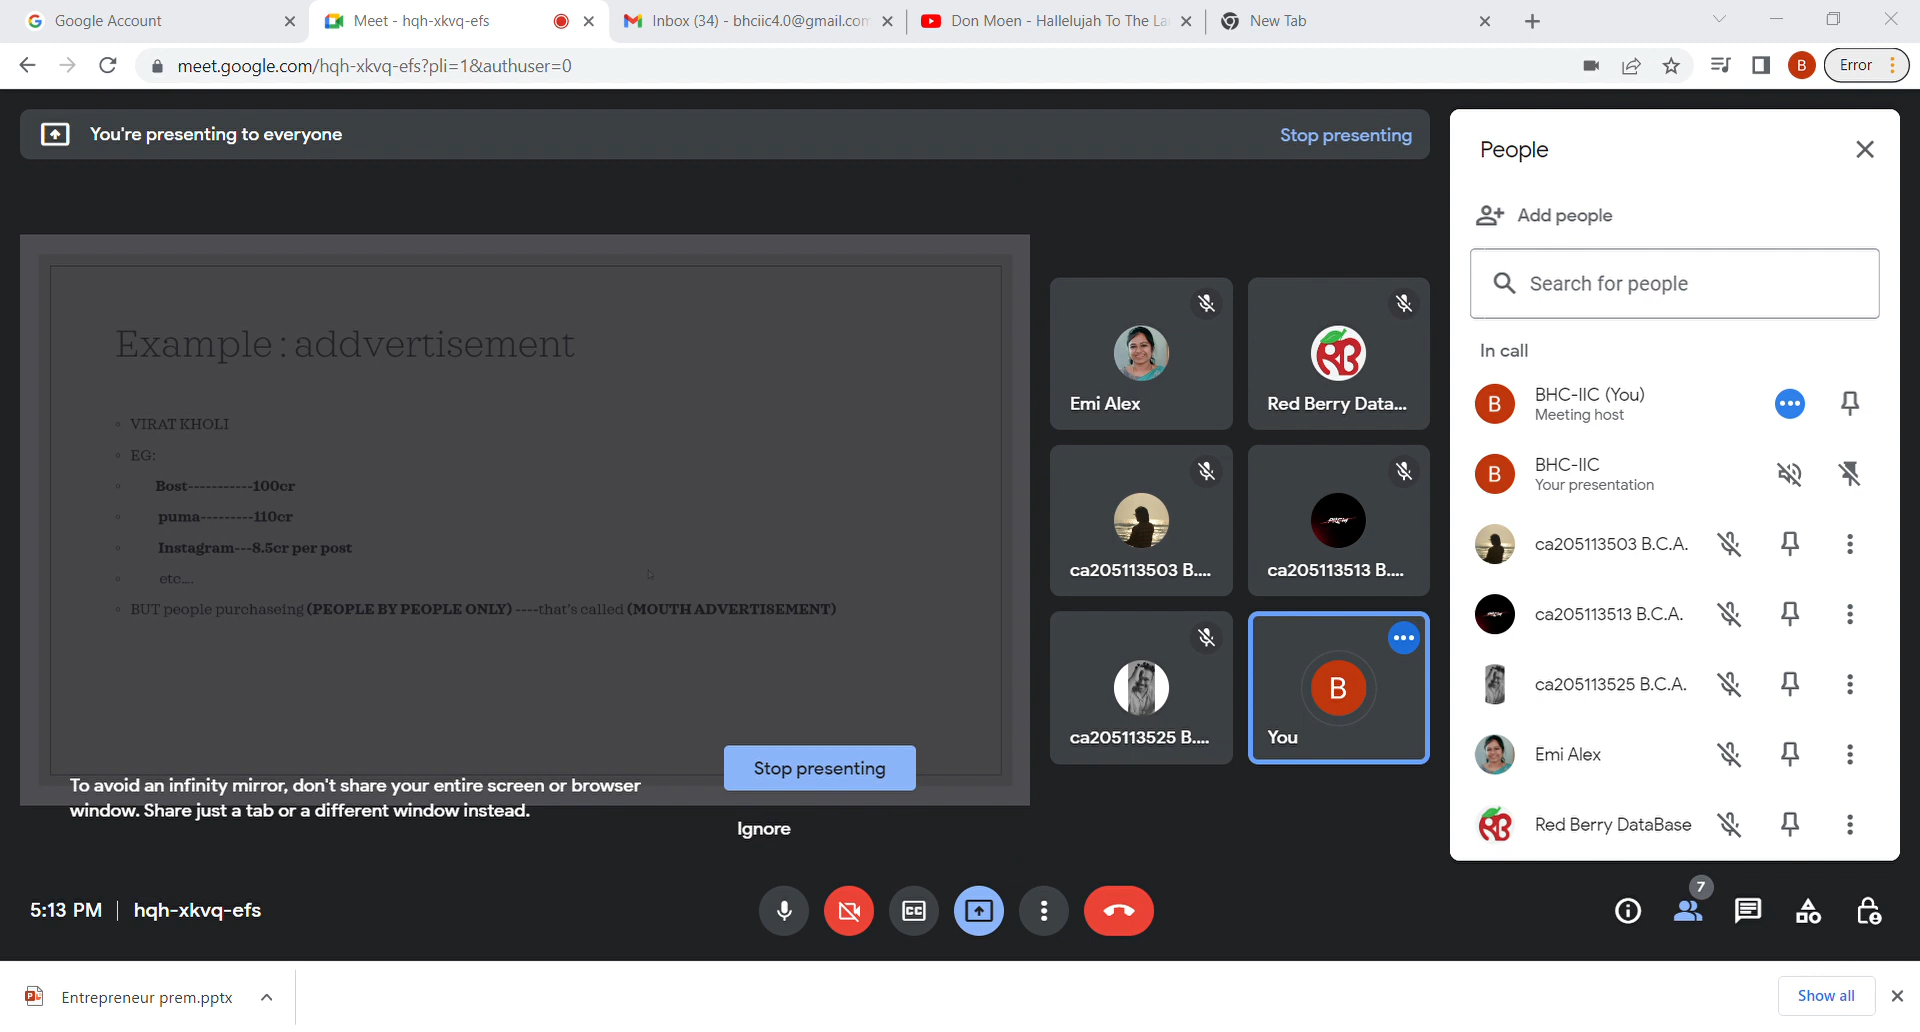 Google Account
Meet - hqh-xkvq-efs
Inbox (34) - bhciic4.0@gmail.com
Don Moen - Hallelujah To The La
New Tab
meet.google.com/hqh-xkvq-efs?pli=1&authuser=0
B
Error
You're presenting to everyone
Stop presenting
Example : addvertisement
VIRAT KHOLI
EG:
Bost-----------100cr
puma---------110cr
Instagram---8.5cr per post
etc....
BUT people purchaseing (PEOPLE BY PEOPLE ONLY) ----that's called (MOUTH ADVERTISEMENT)
To avoid an infinity mirror, don't share your entire screen or browser
window. Share just a tab or a different window instead.
Stop presenting
Ignore
Emi Alex
Red Berry Data...
ca205113503 B....
PREM
ca205113513 B....
ca205113525 B....
B
You
People
Add people
Search for people
In call
B
BHC-IIC (You)
Meeting host
B
BHC-IIC
Your presentation
ca205113503 B.C.A.
ca205113513 B.C.A.
ca205113525 B.C.A.
Emi Alex
Red Berry DataBase
5:13 PM
hqh-xkvq-efs
CC
7
Entrepreneur prem.pptx
Show all